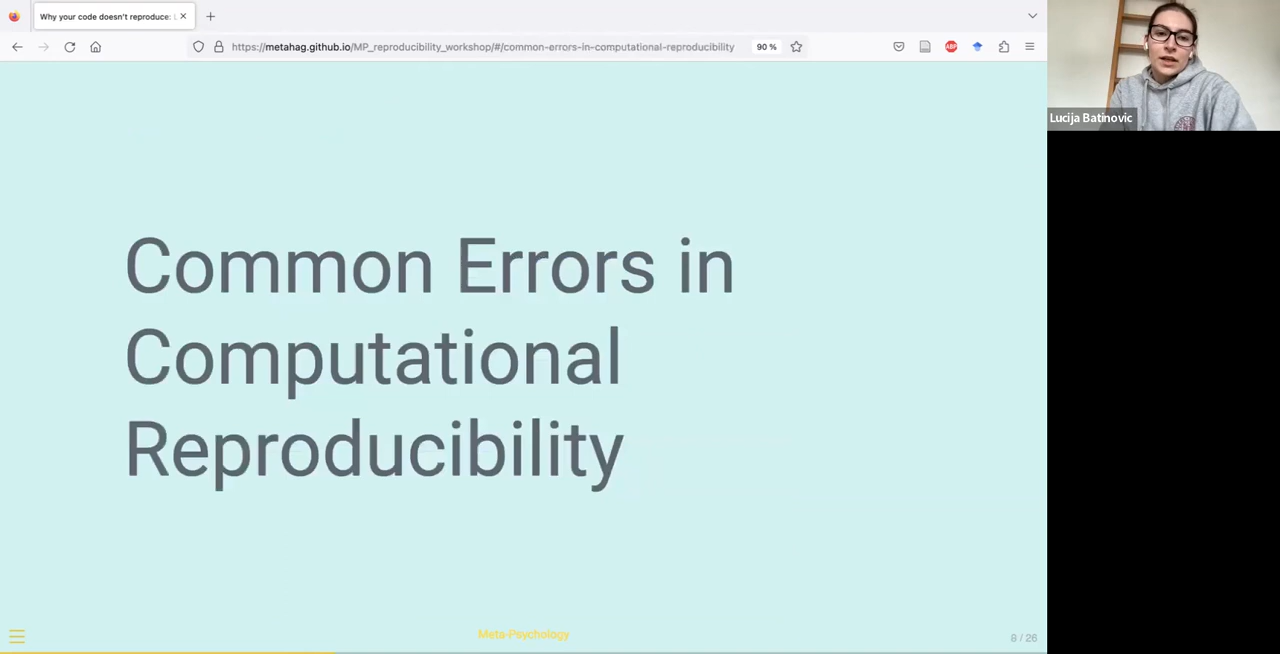 Why your code doesn't reproduce:
https://metahag.github.io/MP_reproducibility_workshop/#/common-errors-in-computational-reproducibility
90 %
ABP
Lucija Batinovic
Common Errors in
Computational
Reproducibility
Meta-Psychology
8 / 26